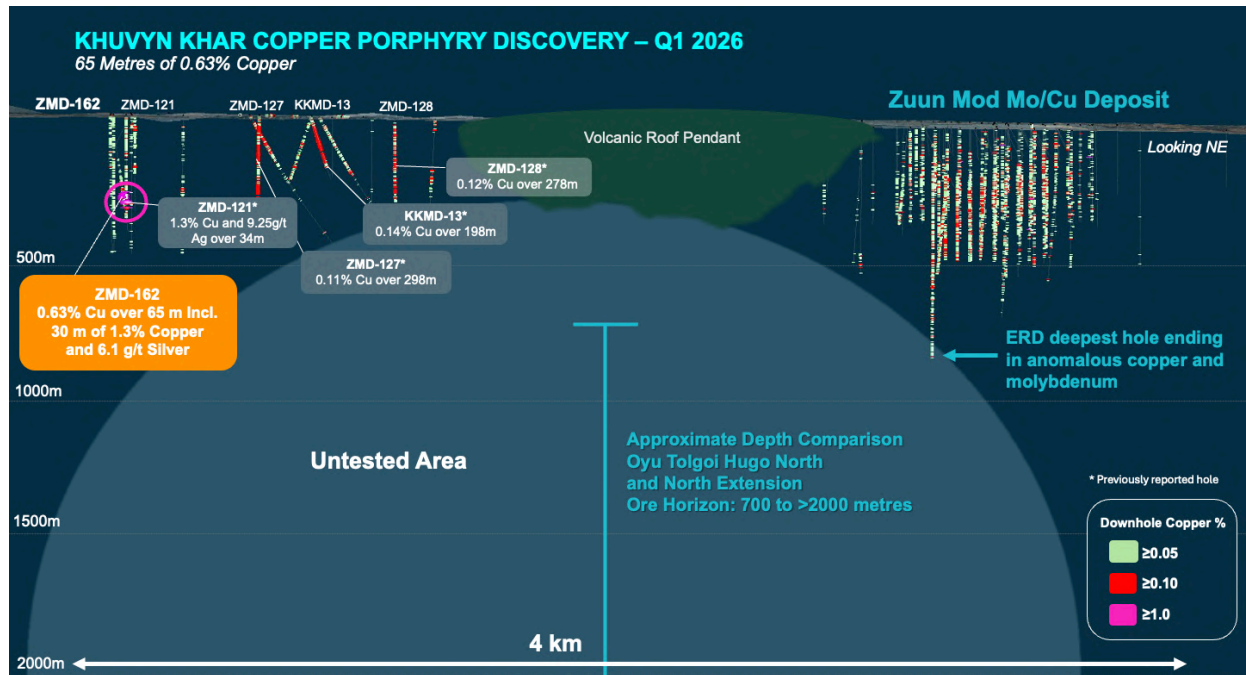 KHUVYN KHAR COPPER PORPHYRY DISCOVERY – Q1 2026
65 Metres of 0.63% Copper
ZMD-162
ZMD-121
ZMD-127
KKMD-13
ZMD-128
Zuun Mod Mo/Cu Deposit
Volcanic Roof Pendant
Looking NE
ZMD-128*
0.12% Cu over 278m
ZMD-121*
1.3% Cu and 9.25g/t
Ag over 34m
KKMD-13*
0.14% Cu over 198m
ZMD-127*
0.11% Cu over 298m
500m
ZMD-162
0.63% Cu over 65 m Incl.
30 m of 1.3% Copper
and 6.1 g/t Silver
ERD deepest hole ending
in anomalous copper and
molybdenum
1000m
Untested Area
Approximate Depth Comparison
Oyu Tolgoi Hugo North
and North Extension
Ore Horizon: 700 to >2000 metres
* Previously reported hole
Downhole Copper %
≥0.05
≥0.10
≥1.0
1500m
4 km
2000m